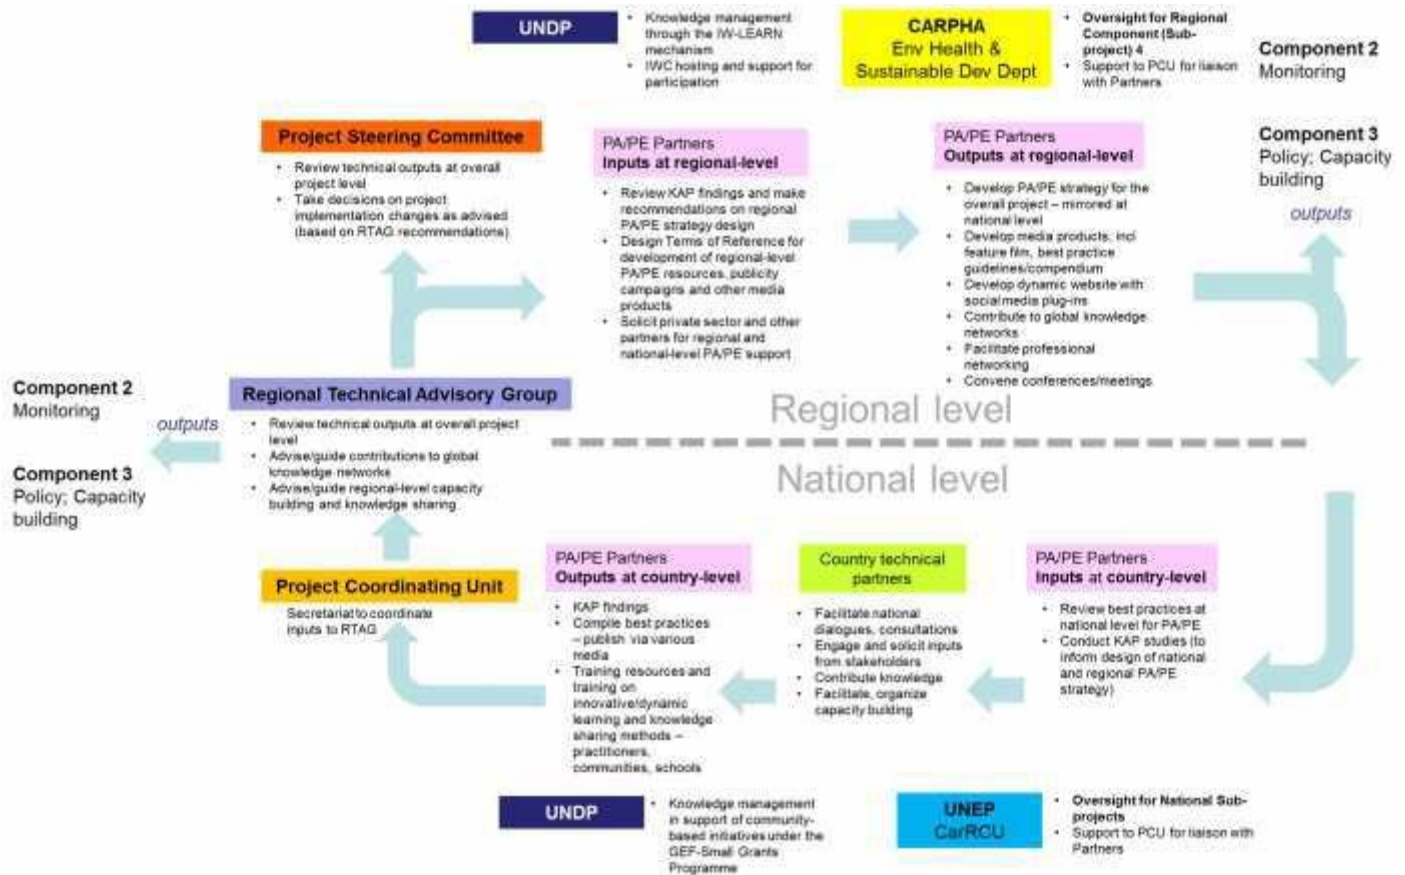 UNDP
• Knowledge management
through the IW-LEARN
mechanism
• IWC hosting and support for
participation
CARPHA
Env Health &
Sustainable Dev Dept
• Oversight for Regional
Component (Sub-
project) 4
• Support to PCU for liaison
with Partners
Component 2
Monitoring
Component 3
Policy; Capacity
building
outputs
Project Steering Committee
• Review technical outputs at overall
project level
• Take decisions on project
implementation changes as advised
(based on RTAG recommendations)
PA/PE Partners
Inputs at regional-level
• Review KAP findings and make
recommendations on regional
PA/PE strategy design
• Design Terms of Reference for
development of regional-level
PA/PE resources, publicity
campaigns and other media
products
• Solicit private sector and other
partners for regional and
national-level PA/PE support
PA/PE Partners
Outputs at regional-level
• Develop PA/PE strategy for the
overall project – mirrored at
national level
• Develop media products; incl
feature film, best practice
guidelines/compendium
• Develop dynamic website with
social media plug-ins
• Contribute to global knowledge
networks
• Facilitate professional
networking
• Convene conferences/meetings
Component 2
Monitoring
outputs
Component 3
Policy; Capacity
building
Regional Technical Advisory Group
• Review technical outputs at overall project
level
• Advise/guide contributions to global
knowledge networks
• Advise/guide regional-level capacity
building and knowledge sharing
Regional level
National level
Project Coordinating Unit
Secretariat to coordinate
inputs to RTAG
PA/PE Partners
Outputs at country-level
• KAP findings
• Compile best practices
– publish via various
media
• Training resources and
training on
innovative/dynamic
learning and knowledge
sharing methods –
practitioners,
communities, schools
Country technical
partners
• Facilitate national
dialogues, consultations
• Engage and solicit inputs
from stakeholders
• Contribute knowledge
• Facilitate, organize
capacity building
PA/PE Partners
Inputs at country-level
• Review best practices at
national level for PA/PE
• Conduct KAP studies (to
inform design of national
and regional PA/PE
strategy)
UNDP
• Knowledge management
in support of community-
based initiatives under the
GEF-Small Grants
Programme
UNEP
CarRCU
• Oversight for National Sub-
projects
• Support to PCU for liaison with
Partners